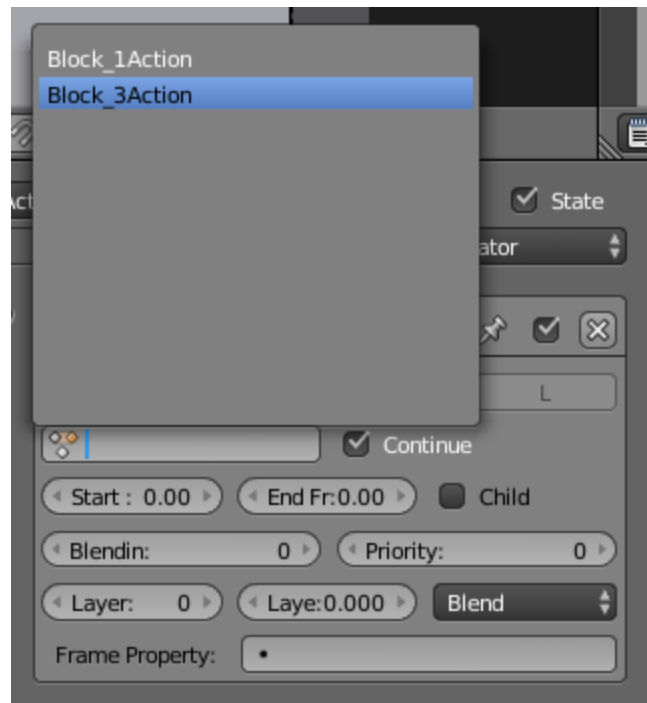 Block_1Action
Block_3Action
Act
State
ator
L
Continue
Start : 0.00
End Fr:0.00
Child
Blendin: 0
Priority: 0
Layer: 0
Laye:0.000
Blend
Frame Property: